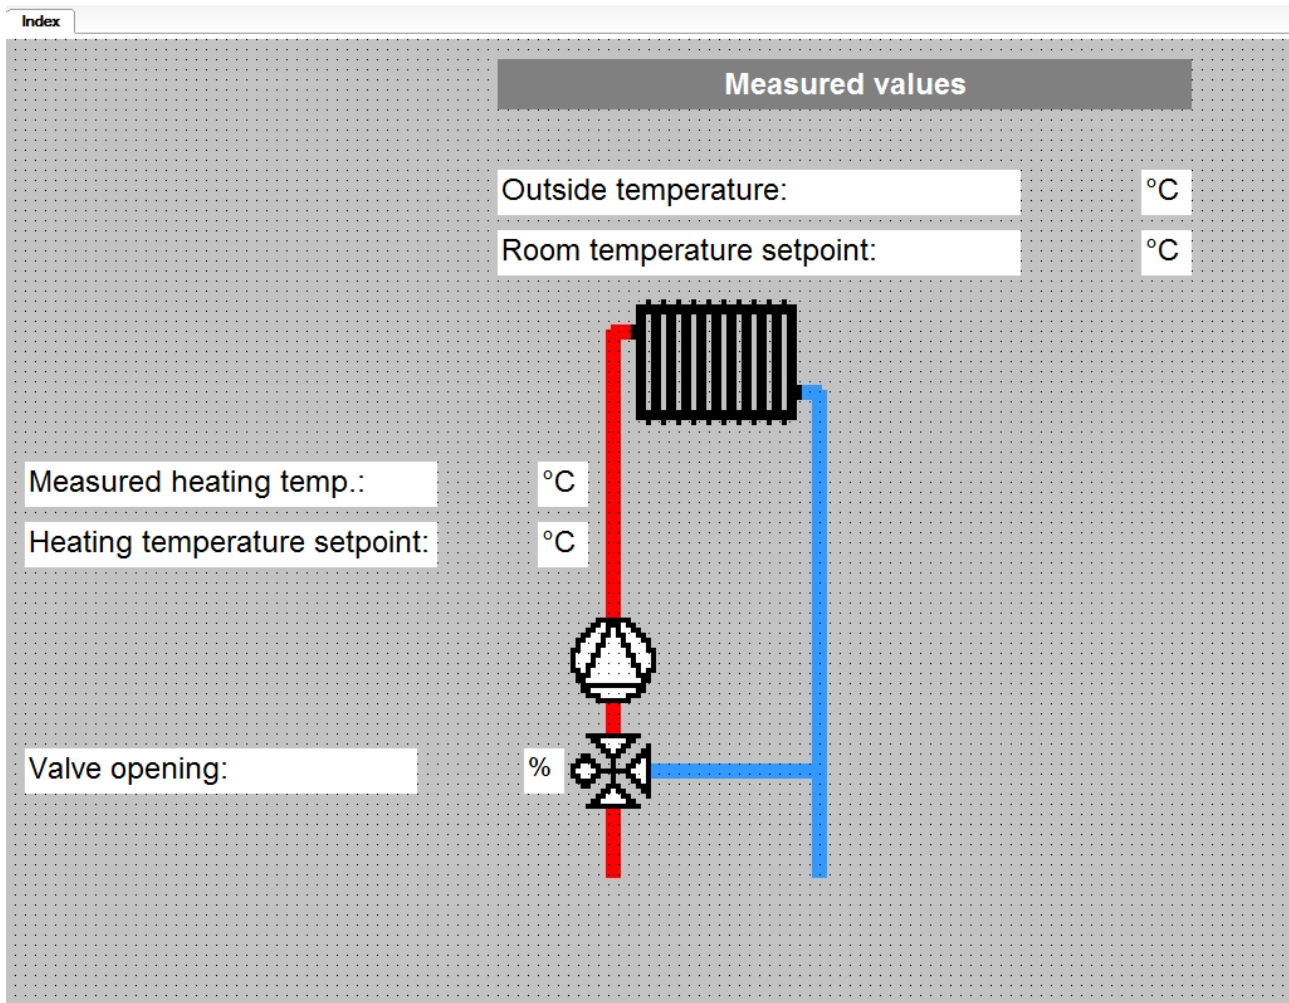 Index
Measured values
Outside temperature: °C
Room temperature setpoint: °C
Measured heating temp.: °C
Heating temperature setpoint: °C
Valve opening: %